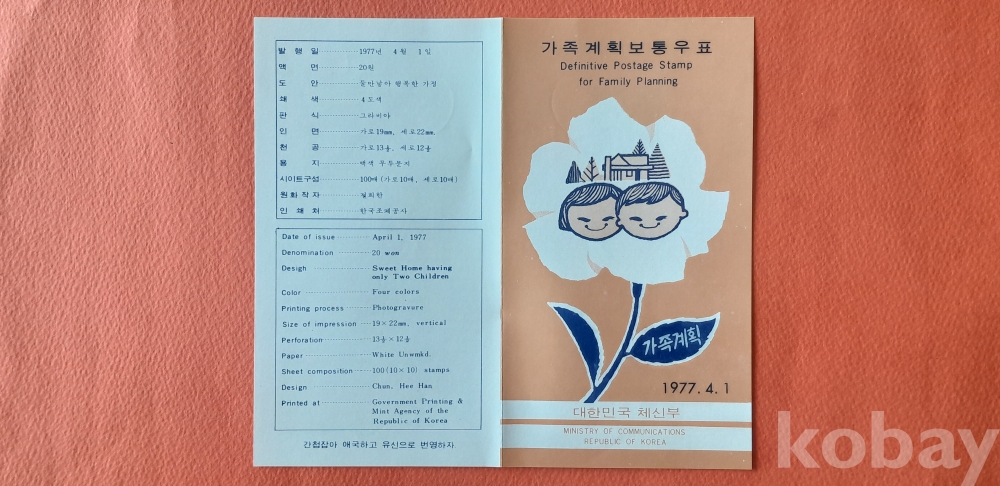 발 행 일 1977년 4월 1일
액 면 20원
도 안 둘만낳아 행복한 가정
쇄 색 4도색
판 식 그라비아
인 면 가로19mm, 세로22mm.
천 공 가로13½, 세로12½
용 지 백색 무투문지
시이트구성 100매 (가로10매, 세로10매)
원화작자
인 쇄 처 한국조폐공사
Date of issue April 1, 1977
Denomination 20 won
Design Sweet Home having
only Two Children
Color Four colors
Printing process Photogravure
Size of impression 19×22mm, vertical
Perforation 13½×12½
Paper White Unwmkd.
Sheet composition 100(10×10) stamps
Design Chun, Hee Han
Printed at Government Printing &
Mint Agency of the
Republic of Korea
간첩잡아 애국하고 유신으로 번영하자.
가족계획보통우표
Definitive Postage Stamp
for Family Planning
가족계획
1977. 4. 1
대한민국 체신부
MINISTRY OF COMMUNICATIONS
REPUBLIC OF KOREA
kobay